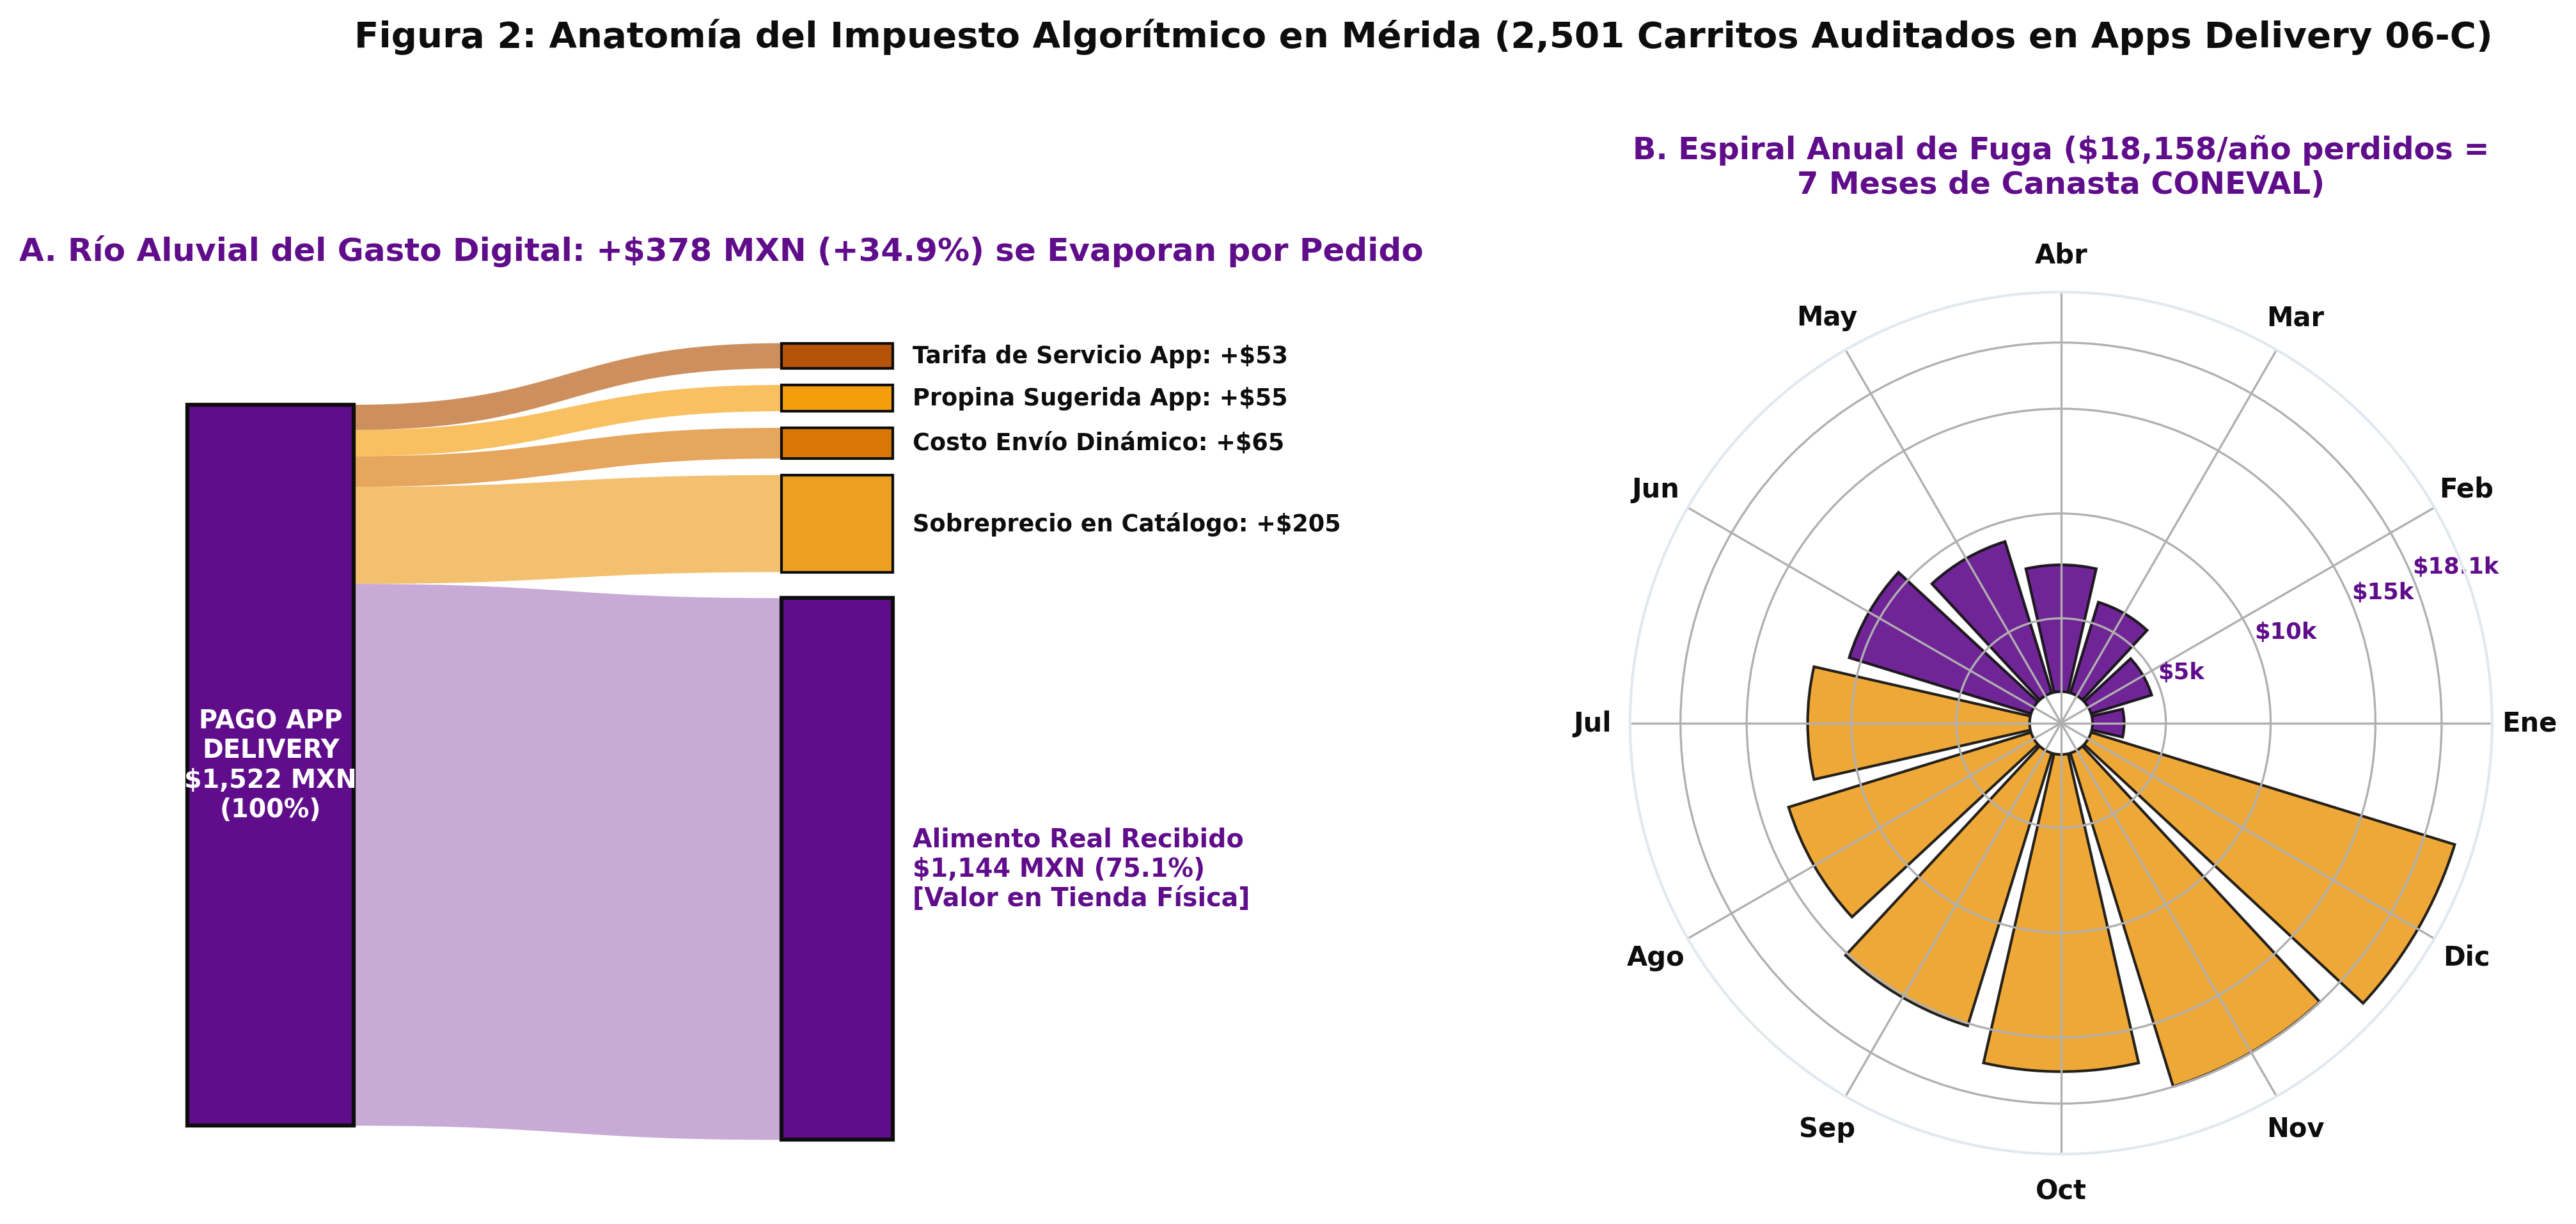 Figura 2: Anatomía del Impuesto Algorítmico en Mérida (2,501 Carritos Auditados en Apps Delivery 06-C)
A. Río Aluvial del Gasto Digital: +$378 MXN (+34.9%) se Evaporan por Pedido
Tarifa de Servicio App: +$53
Propina Sugerida App: +$55
Costo Envío Dinámico: +$65
Sobreprecio en Catálogo: +$205
PAGO APP
DELIVERY
$1,522 MXN
(100%)
Alimento Real Recibido
$1,144 MXN (75.1%)
[Valor en Tienda Física]
B. Espiral Anual de Fuga ($18,158/año perdidos =
7 Meses de Canasta CONEVAL)
Abr
Mar
Feb
Ene
Dic
Nov
Oct
Sep
Ago
Jul
Jun
May
$5k
$10k
$15k
$18.1k